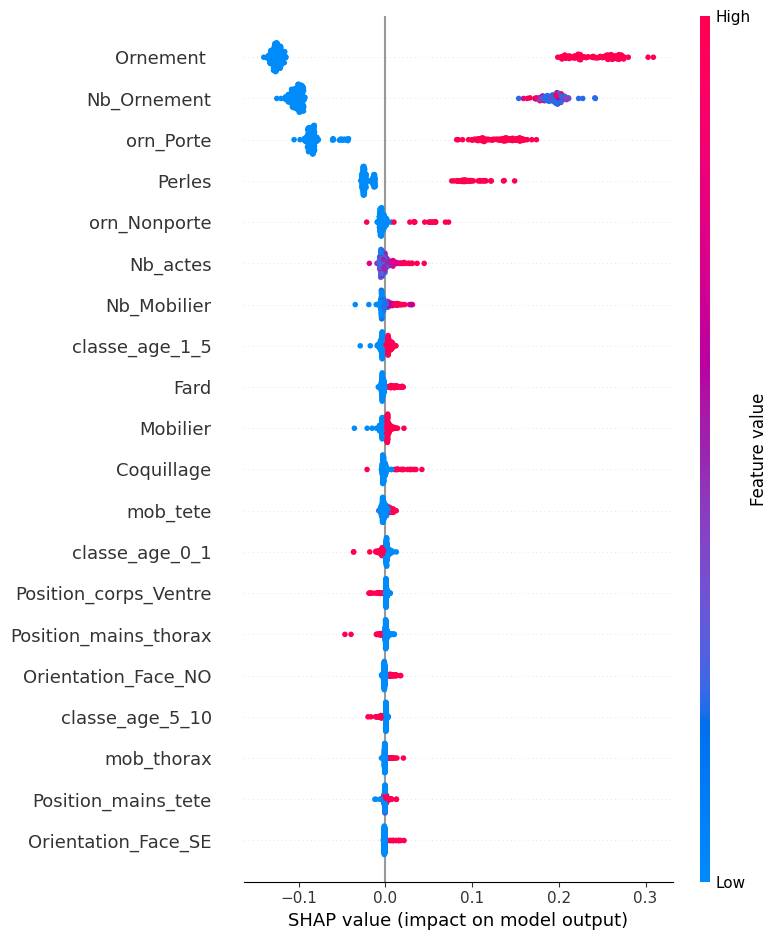 High
Ornement
Nb_Ornement
orn_Porte
Perles
orn_Nonporte
Nb_actes
Nb_Mobilier
classe_age_1_5
Fard
Mobilier
Coquillage
mob_tete
classe_age_0_1
Position_corps_Ventre
Position_mains_thorax
Orientation_Face_NO
classe_age_5_10
mob_thorax
Position_mains_tete
Orientation_Face_SE
Feature value
Low
−0.1 0.0 0.1 0.2 0.3
SHAP value (impact on model output)